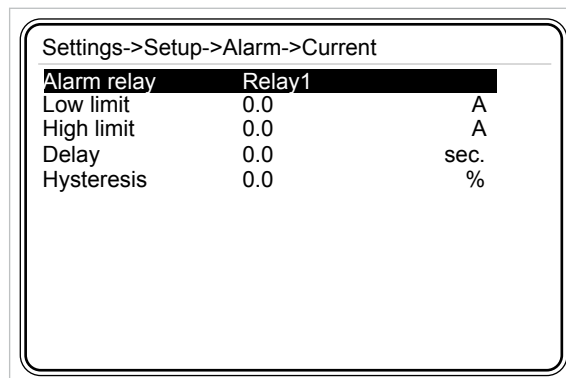 Settings->Setup->Alarm->Current
Alarm relay Relay1
Low limit 0.0 A
High limit 0.0 A
Delay 0.0 sec.
Hysteresis 0.0 %